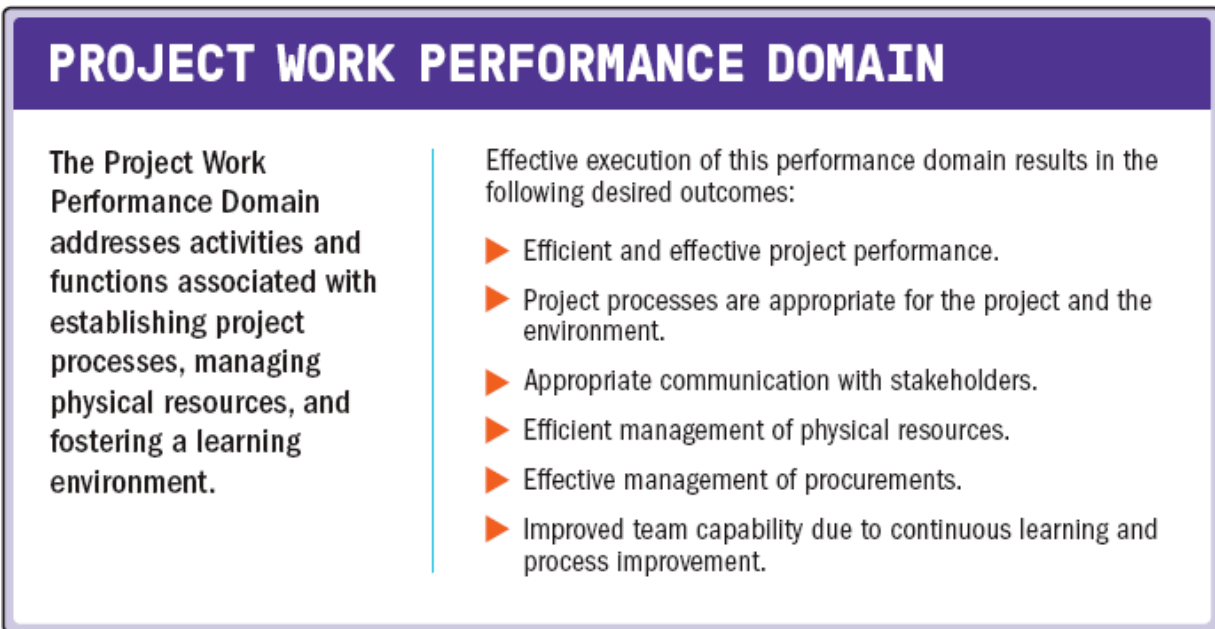 PROJECT WORK PERFORMANCE DOMAIN
The Project Work
Performance Domain
addresses activities and
functions associated with
establishing project
processes, managing
physical resources, and
fostering a learning
environment.
Effective execution of this performance domain results in the
following desired outcomes:
Efficient and effective project performance.
Project processes are appropriate for the project and the
environment.
Appropriate communication with stakeholders.
Efficient management of physical resources.
Effective management of procurements.
Improved team capability due to continuous learning and
process improvement.